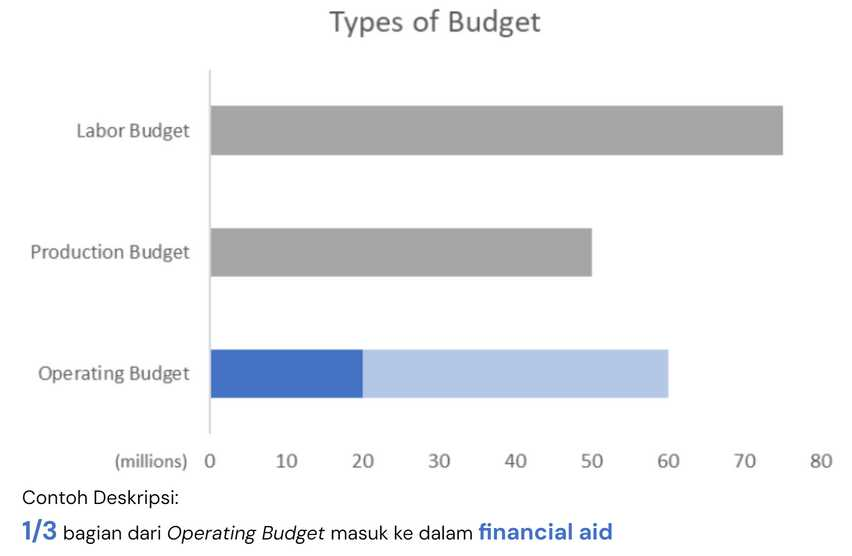 Types of Budget
Labor Budget
Production Budget
Operating Budget
(millions) 0 10 20 30 40 50 60 70 80
Contoh Deskripsi:
1/3 bagian dari Operating Budget masuk ke dalam financial aid